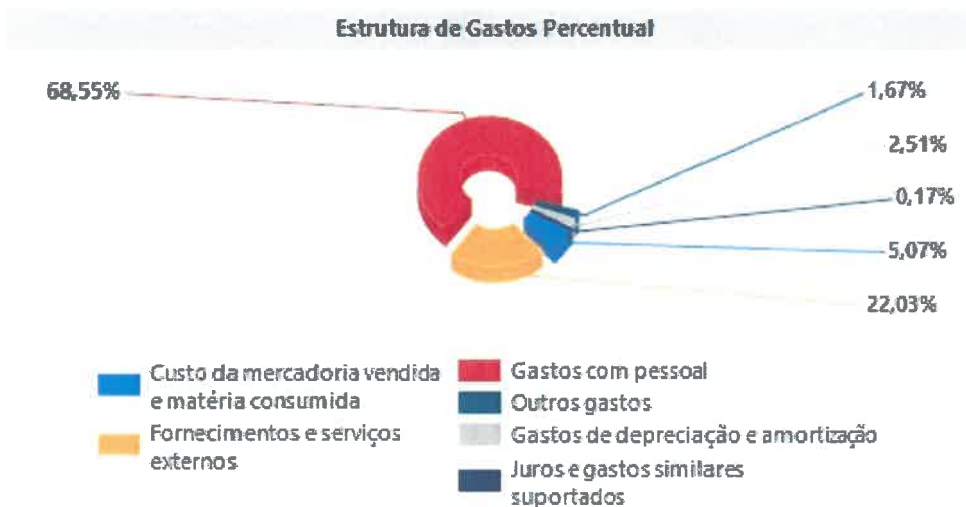 Estrutura de Gastos Percentual
68,55%
1,67%
2,51%
0,17%
5,07%
22,03%
Custo da mercadoria vendida
e matéria consumida
Fornecimentos e serviços
externos
Gastos com pessoal
Outros gastos
Gastos de depreciação e amortização
Juros e gastos similares
suportados